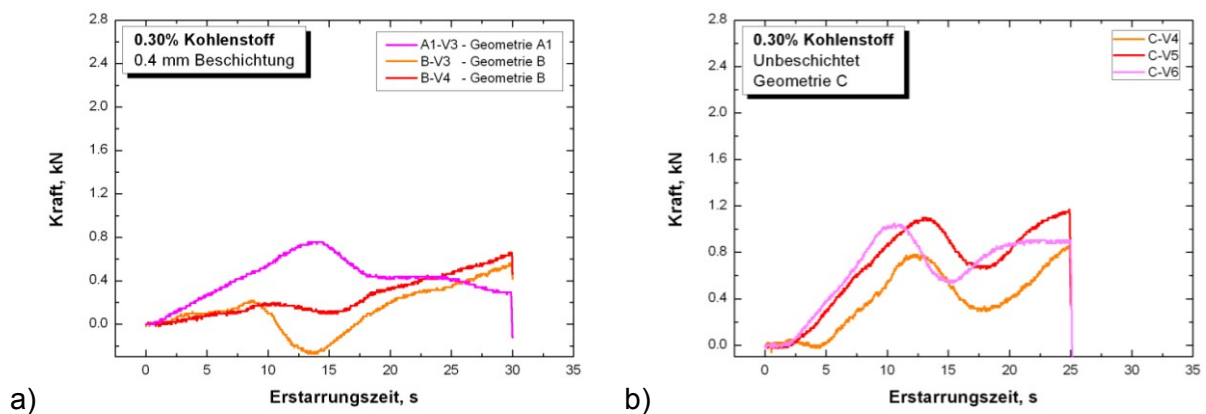 0.30% Kohlenstoff
0.4 mm Beschichtung
A1-V3 - Geometrie A1
B-V3 - Geometrie B
B-V4 - Geometrie B
Kraft, kN
2.8
2.4
2.0
1.6
1.2
0.8
0.4
0.0
0 5 10 15 20 25 30 35
Erstarrungszeit, s
a)
0.30% Kohlenstoff
Unbeschichtet
Geometrie C
C-V4
C-V5
C-V6
Kraft, kN
2.8
2.4
2.0
1.6
1.2
0.8
0.4
0.0
0 5 10 15 20 25 30 35
Erstarrungszeit, s
b)